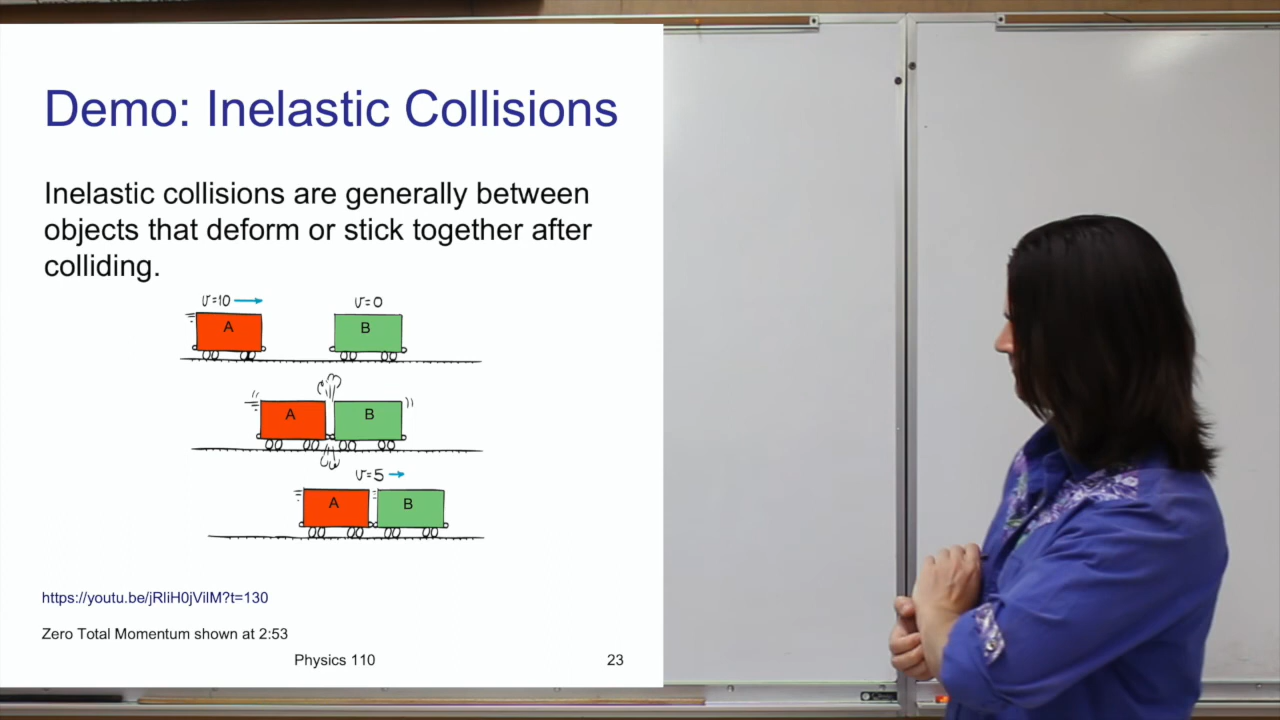 Demo: Inelastic Collisions
Inelastic collisions are generally between
objects that deform or stick together after
colliding.
v=10 v=0
A B
A B
v=5
A B
https://youtu.be/jRliH0jVilM?t=130
Zero Total Momentum shown at 2:53
Physics 110 23